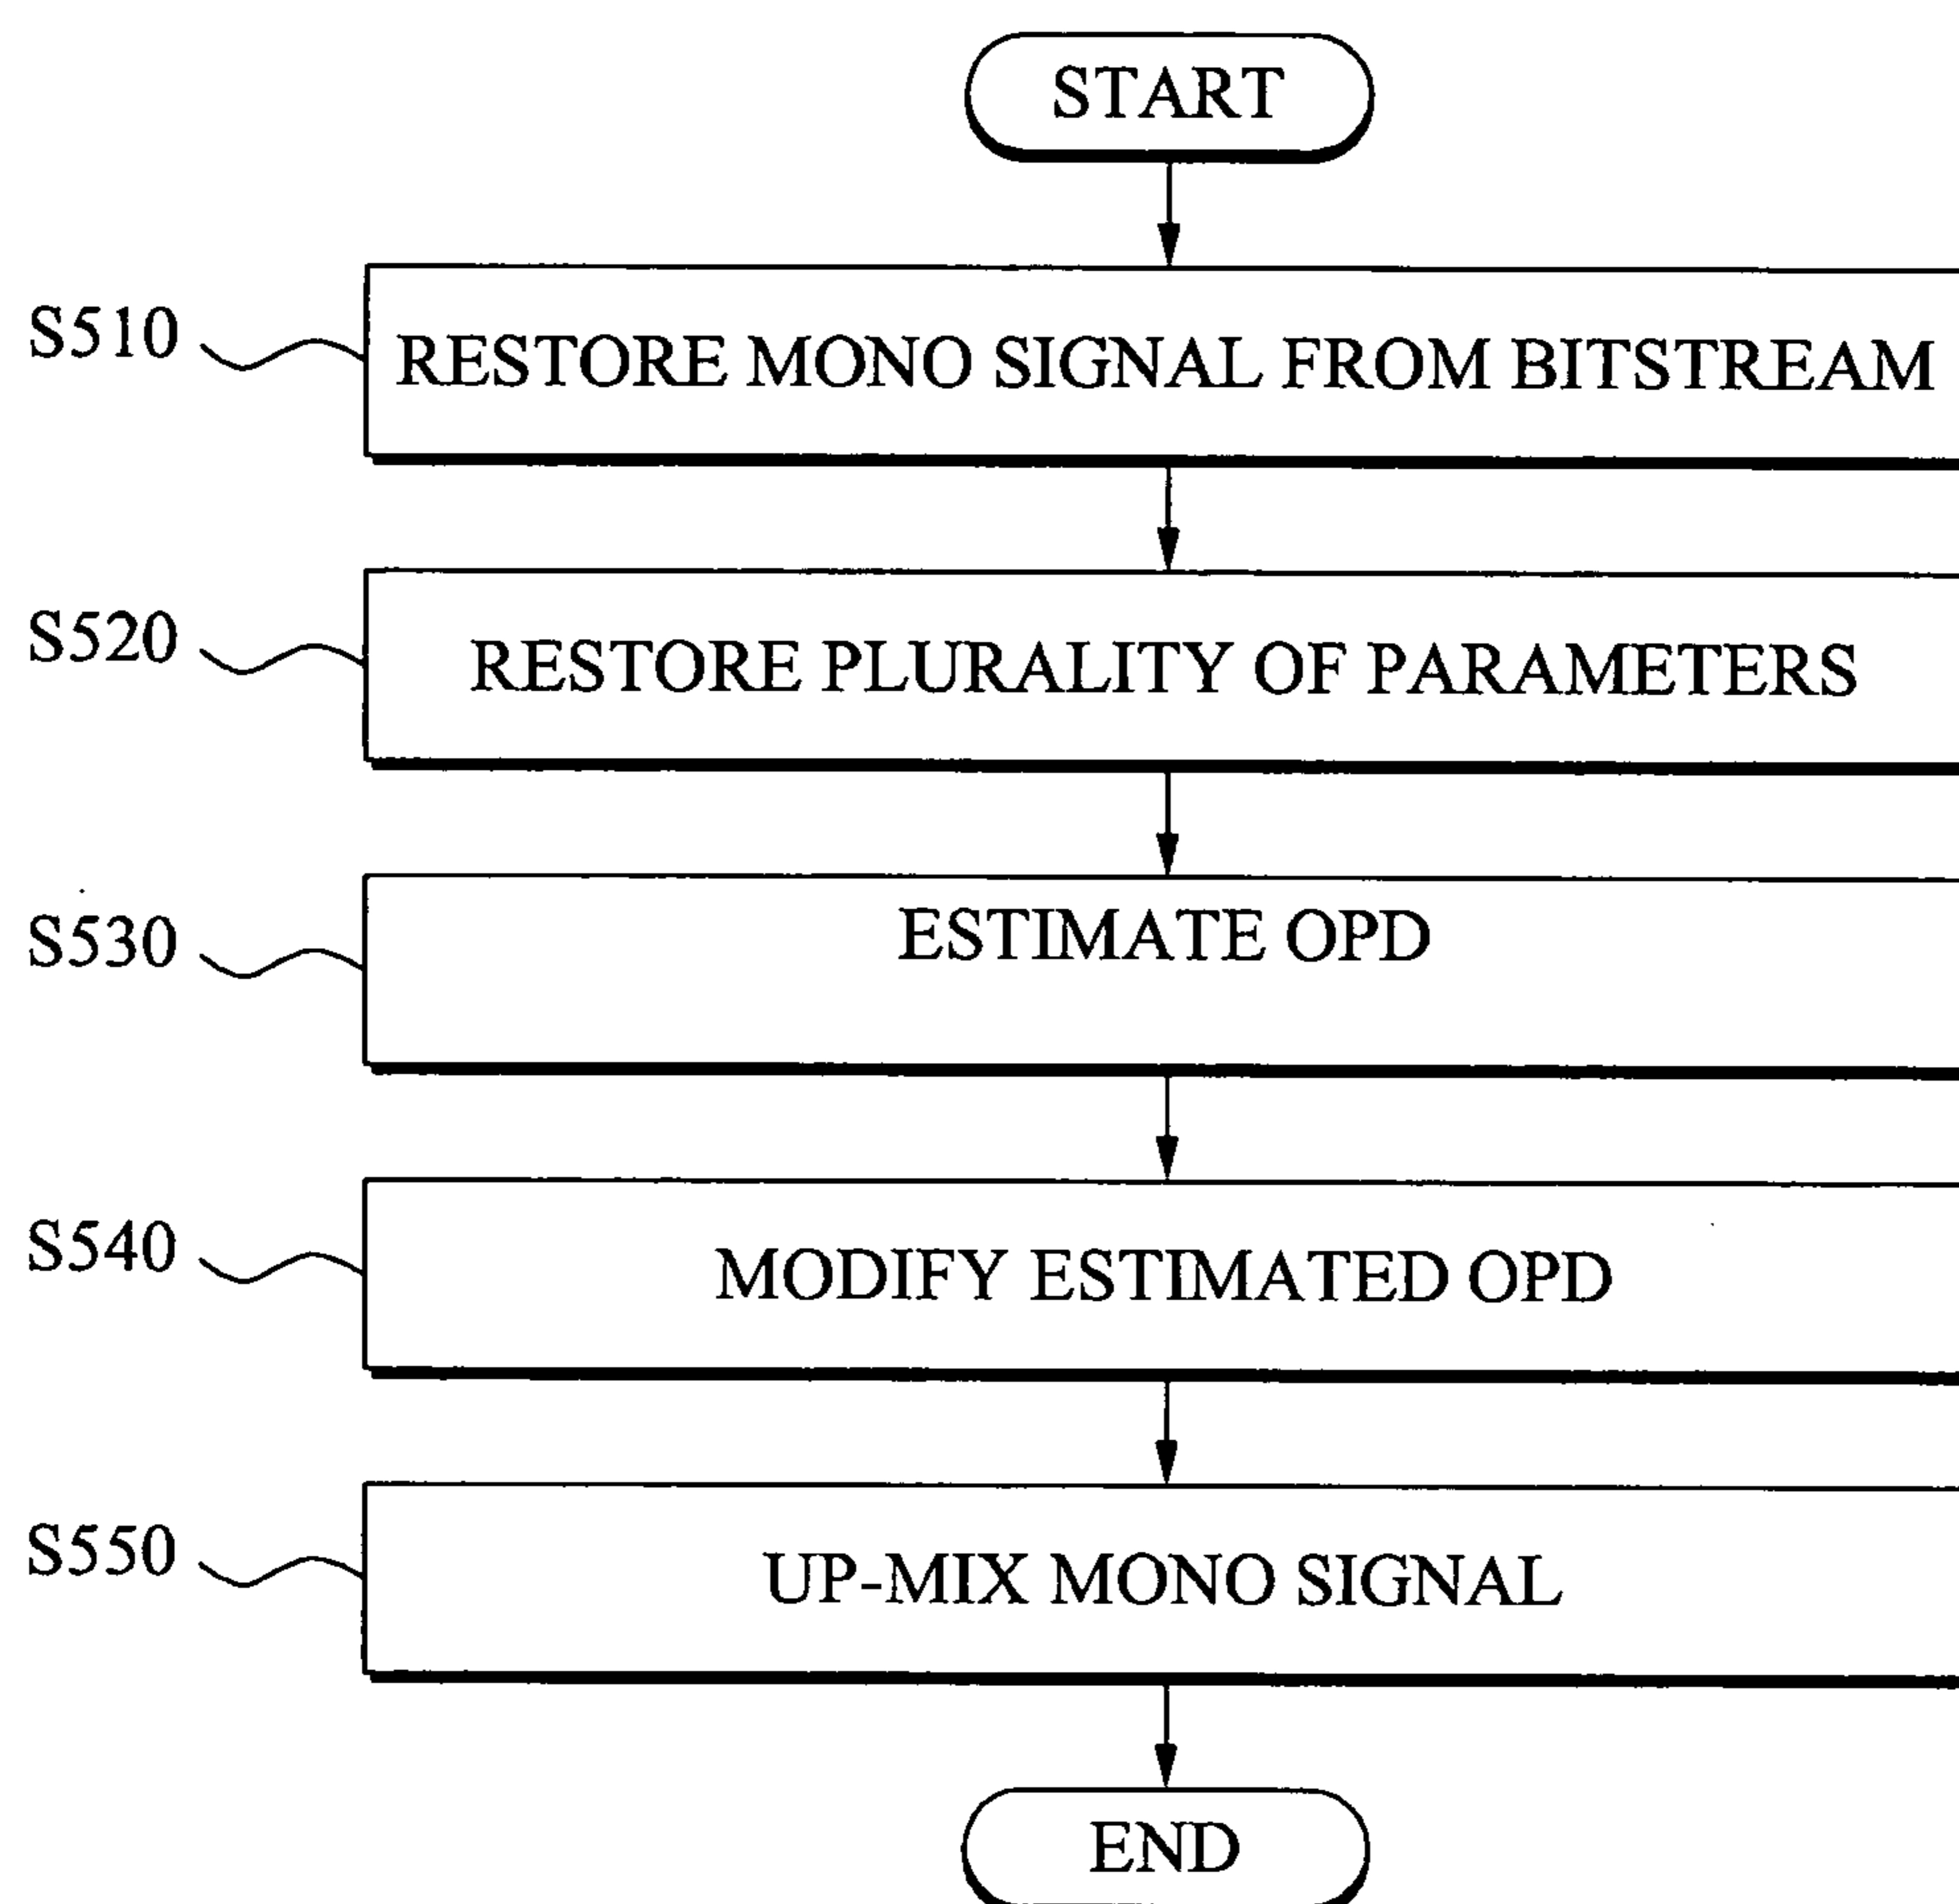 START
S510
RESTORE MONO SIGNAL FROM BITSTREAM
S520
RESTORE PLURALITY OF PARAMETERS
S530
ESTIMATE OPD
S540
MODIFY ESTIMATED OPD
S550
UP-MIX MONO SIGNAL
END